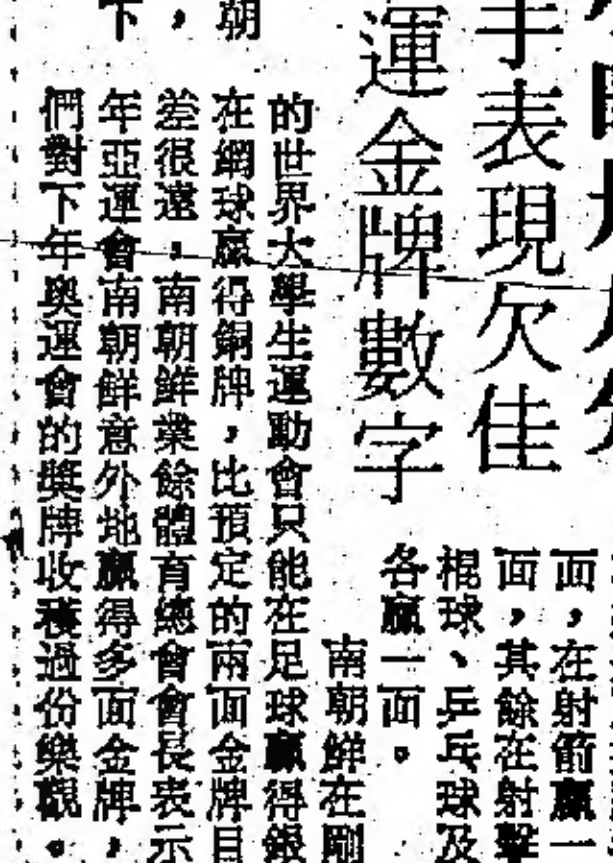 手表現欠佳
運金牌數字
朝
，
下
面，在射箭贏一
面，其餘在射擊
棍球、乒乓球及
各贏一面。
南朝鮮在剛
的世界大學生運動會只能在足球贏得銀
在網球贏得銅牌，比預定的兩面金牌目
差很遠，南朝鮮業餘體育總會會長表示
年亞運會南朝鮮意外地贏得多面金牌，
們對下年奧運會的獎牌收穫過份樂觀。